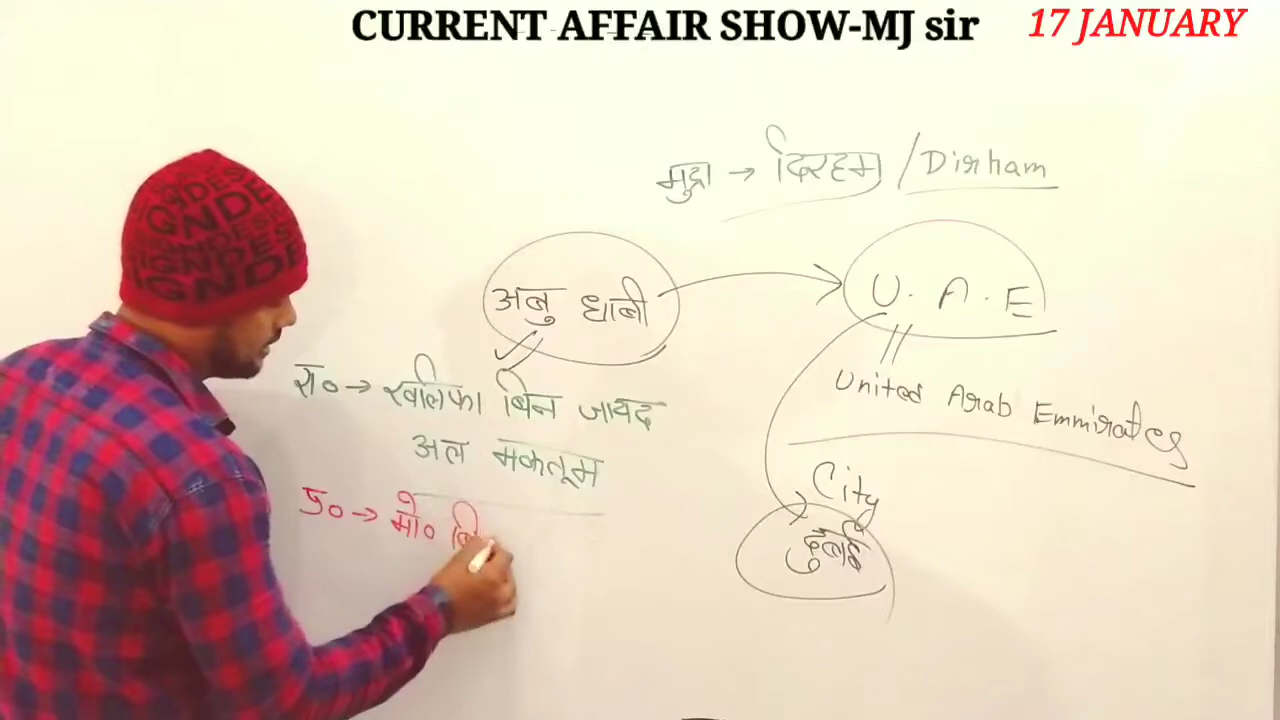 CURRENT AFFAIR SHOW-MJ sir
17 JANUARY
मुद्रा → दिरहम / Dirham
अबु धाबी
U. A. E
United Arab Emmirates
रा० → खलिफा बिन जायद
अल मकतूम
प्र० → मो० बि
City
दुबई